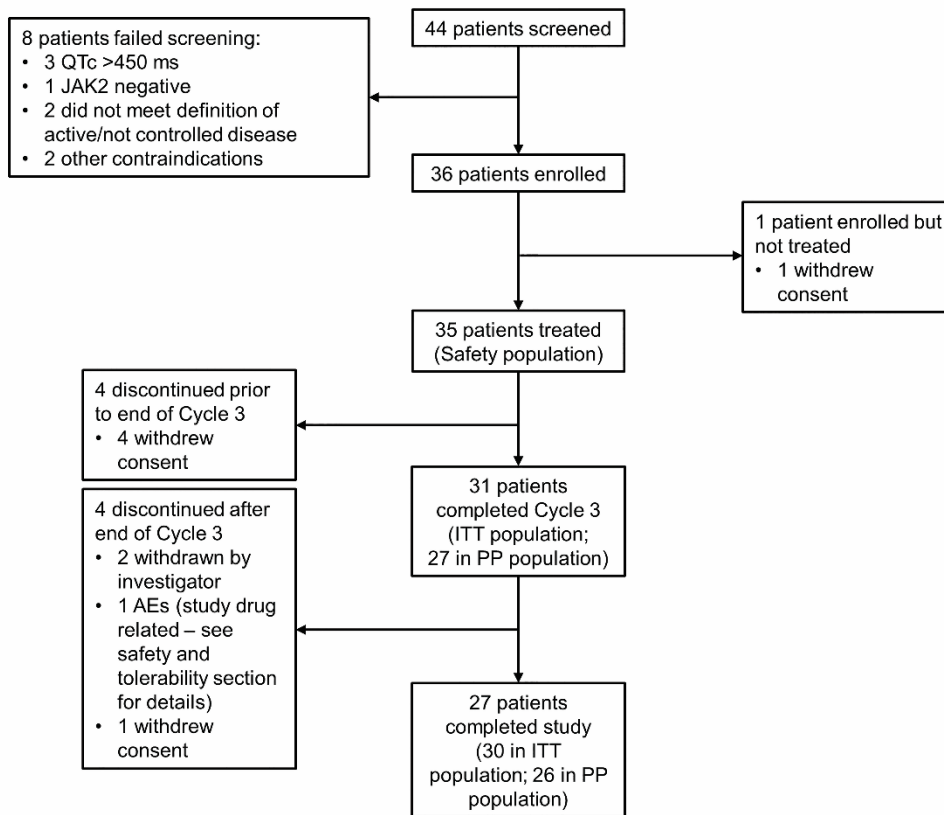 44 patients screened
8 patients failed screening:
• 3 QTc >450 ms
• 1 JAK2 negative
• 2 did not meet definition of
active/not controlled disease
• 2 other contraindications
36 patients enrolled
1 patient enrolled but
not treated
• 1 withdrew
consent
35 patients treated
(Safety population)
4 discontinued prior
to end of Cycle 3
• 4 withdrew
consent
31 patients
completed Cycle 3
(ITT population;
27 in PP population)
4 discontinued after
end of Cycle 3
• 2 withdrawn by
investigator
• 1 AEs (study drug
related – see
safety and
tolerability section
for details)
• 1 withdrew
consent
27 patients
completed study
(30 in ITT
population; 26 in PP
population)